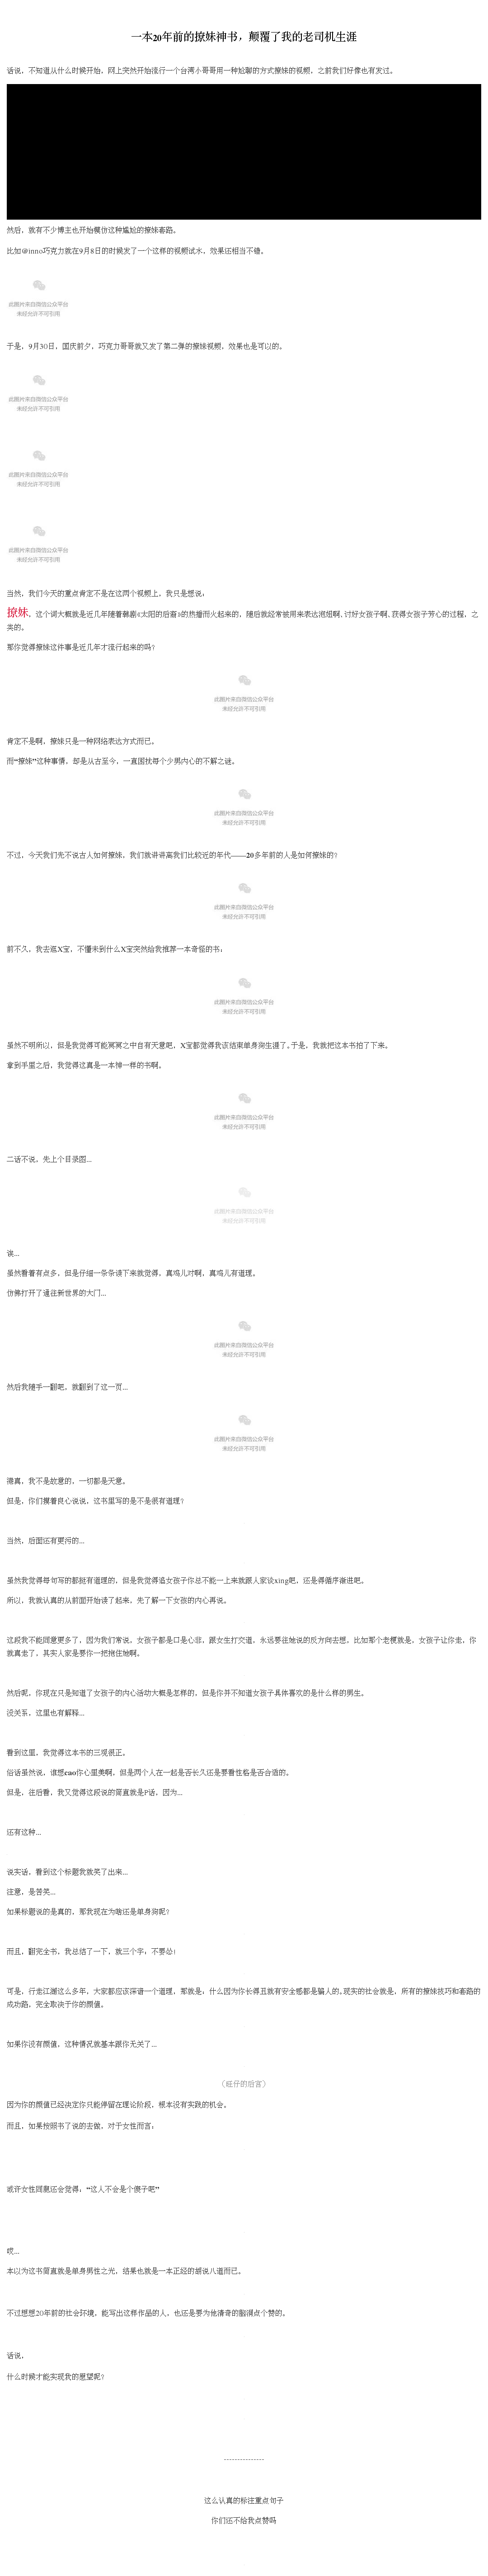 一本20年前的撩妹神书，颠覆了我的老司机生涯
话说，不知道从什么时候开始，网上突然开始流行一个台湾小哥哥用一种尬聊的方式撩妹的视频，之前我们好像也有发过。
然后，就有不少博主也开始模仿这种尴尬的撩妹套路。
比如@inno巧克力就在9月8日的时候发了一个这样的视频试水，效果还相当不错。
此图片来自微信公众平台
未经允许不可引用
于是，9月30日，国庆前夕，巧克力哥哥就又发了第二弹的撩妹视频，效果也是可以的。
此图片来自微信公众平台
未经允许不可引用
此图片来自微信公众平台
未经允许不可引用
此图片来自微信公众平台
未经允许不可引用
当然，我们今天的重点肯定不是在这两个视频上，我只是想说：
撩妹，这个词大概就是近几年随着韩剧《太阳的后裔》的热播而火起来的，随后就经常被用来表达泡妞啊、讨好女孩子啊、获得女孩子芳心的过程，之
类的。
那你觉得撩妹这件事是近几年才流行起来的吗？
此图片来自微信公众平台
未经允许不可引用
肯定不是啊，撩妹只是一种网络表达方式而已。
而“撩妹”这种事情，却是从古至今，一直困扰每个少男内心的不解之谜。
此图片来自微信公众平台
未经允许不可引用
不过，今天我们先不说古人如何撩妹，我们就讲讲离我们比较近的年代——20多年前的人是如何撩妹的？
此图片来自微信公众平台
未经允许不可引用
前不久，我去逛X宝，不懂味到什么X宝突然给我推荐一本奇怪的书：
此图片来自微信公众平台
未经允许不可引用
虽然不明所以，但是我觉得可能冥冥之中自有天意吧，X宝都觉得我该结束单身狗生涯了。于是，我就把这本书拍了下来。
拿到手里之后，我觉得这真是一本神一样的书啊。
此图片来自微信公众平台
未经允许不可引用
二话不说，先上个目录图...
此图片来自微信公众平台
未经允许不可引用
诶...
虽然看着有点多，但是仔细一条条读下来就觉得，真鸡儿对啊，真鸡儿有道理。
仿佛打开了通往新世界的大门...
此图片来自微信公众平台
未经允许不可引用
然后我随手一翻吧，就翻到了这一页...
此图片来自微信公众平台
未经允许不可引用
擦真，我不是故意的，一切都是天意。
但是，你们摸着良心说说，这书里写的是不是很有道理？
当然，后面还有更污的...
虽然我觉得每句写的都挺有道理的，但是我觉得追女孩子你总不能一上来就跟人家谈xing吧，还是得循序渐进吧。
所以，我就认真的从前面开始读了起来，先了解一下女孩的内心再说。
这段我不能同意更多了，因为我们常说，女孩子都是口是心非，跟女生打交道，永远要往她说的反方向去想，比如那个老梗就是，女孩子让你走，你
就真走了，其实人家是要你一把抱住她啊。
然后呢，你现在只是知道了女孩子的内心活动大概是怎样的，但是你并不知道女孩子具体喜欢的是什么样的男生。
没关系，这里也有解释...
看到这里，我觉得这本书的三观很正。
俗话虽然说，谁想cao你心里美啊，但是两个人在一起是否长久还是要看性格是否合适的。
但是，往后看，我又觉得这段说的简直就是P话，因为...
还有这种...
说实话，看到这个标题我就笑了出来...
注意，是苦笑...
如果标题说的是真的，那我现在为啥还是单身狗呢？
而且，翻完全书，我总结了一下，就三个字，不要怂！
可是，行走江湖这么多年，大家都应该深谙一个道理，那就是，什么因为你长得丑就有安全感都是骗人的。现实的社会就是，所有的撩妹技巧和套路的
成功路，完全取决于你的颜值。
如果你没有颜值，这种情况就基本跟你无关了...
（旺仔的后宫）
因为你的颜值已经决定你只能停留在理论阶段，根本没有实践的机会。
而且，如果按照书了说的去做，对于女性而言：
或许女性同胞还会觉得：“这人不会是个傻子吧”
哎...
本以为这书简直就是单身男性之光，结果也就是一本正经的胡说八道而已。
不过想想20年前的社会环境，能写出这样作品的人，也还是要为他清奇的脑洞点个赞的。
话说，
什么时候才能实现我的愿望呢？
---------------
这么认真的标注重点句子
你们还不给我点赞吗